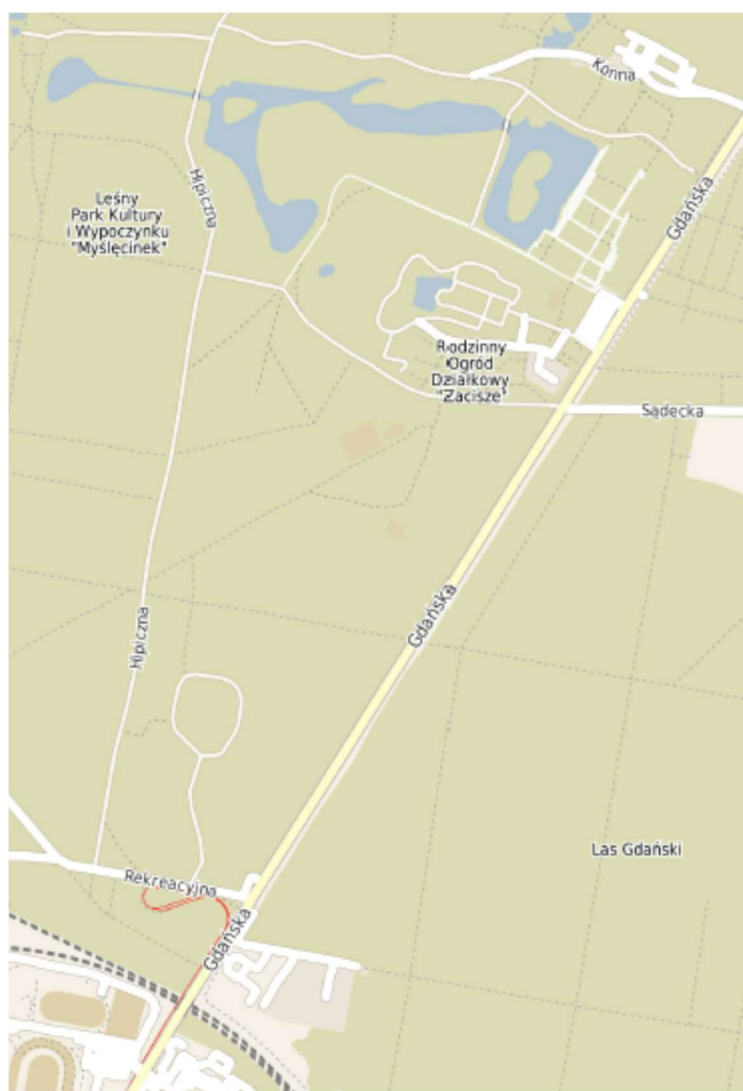 Konna
Gdańska
Hipiczna
Leśny
Park Kultury
i Wypoczynku
"Myślęcinek"
Rodzinny
Ogród
Działkowy
"Zacisze"
Sądecka
Gdańska
Hipiczna
Las Gdański
Rekreacyjna
Gdańska